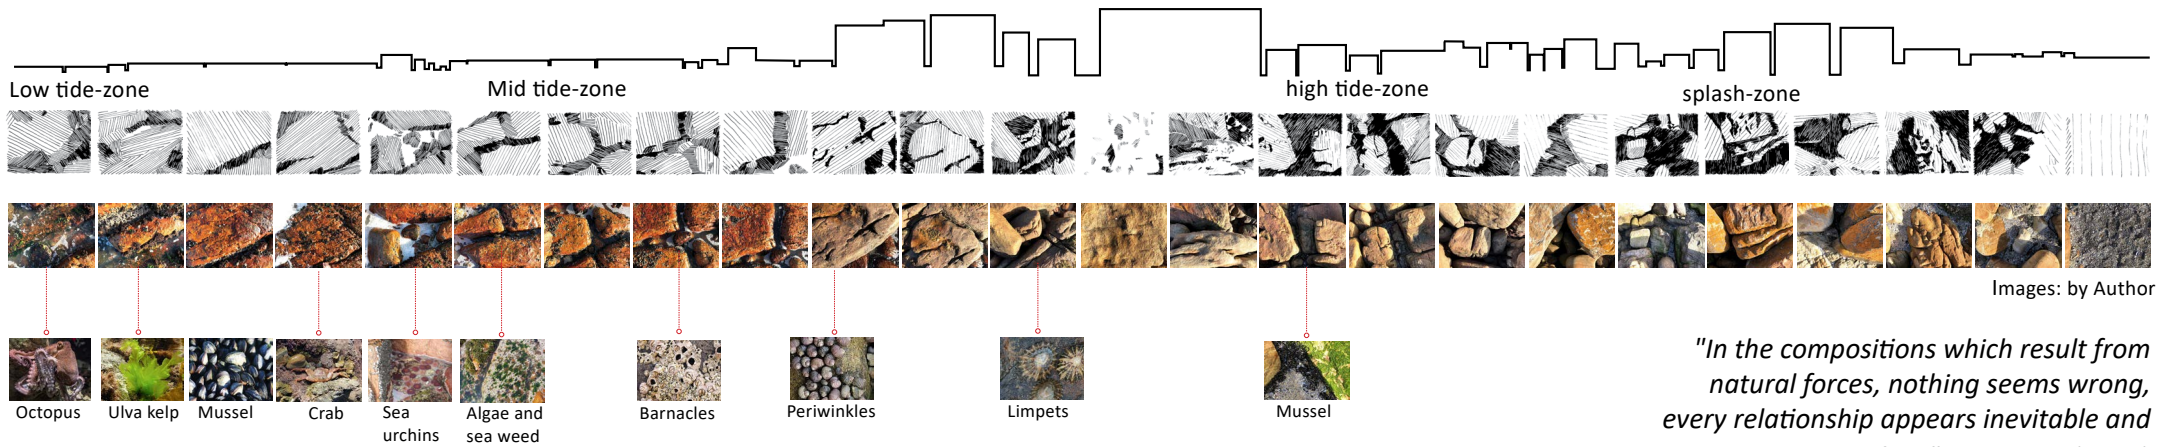 Low tide-zone
Mid tide-zone
high tide-zone
splash-zone
Images: by Author
Octopus
Ulva kelp
Mussel
Crab
Sea
urchins
Algae and
sea weed
Barnacles
Periwinkles
Limpets
Mussel
"In the compositions which result from
natural forces, nothing seems wrong,
every relationship appears inevitable and